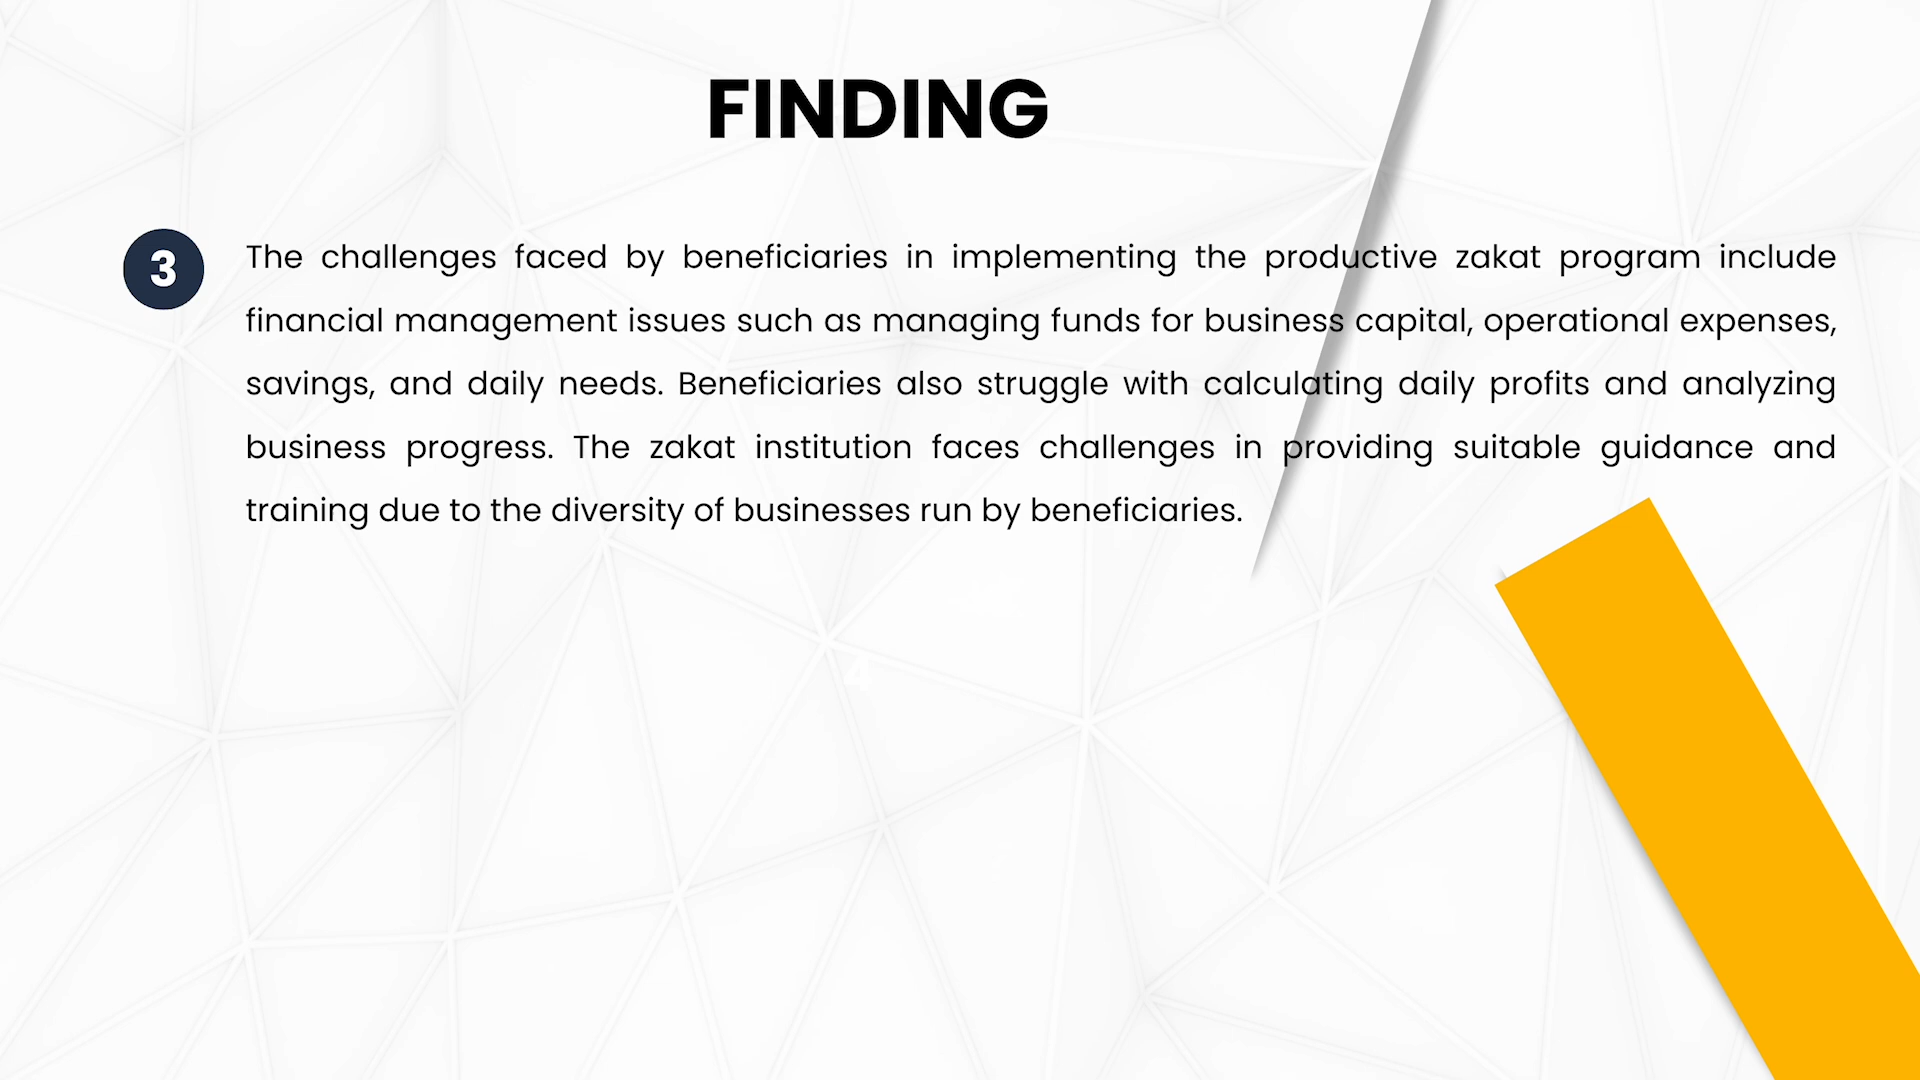 FINDING
3
The challenges faced by beneficiaries in implementing the productive zakat program include
financial management issues such as managing funds for business capital, operational expenses,
savings, and daily needs. Beneficiaries also struggle with calculating daily profits and analyzing
business progress. The zakat institution faces challenges in providing suitable guidance and
training due to the diversity of businesses run by beneficiaries.
4